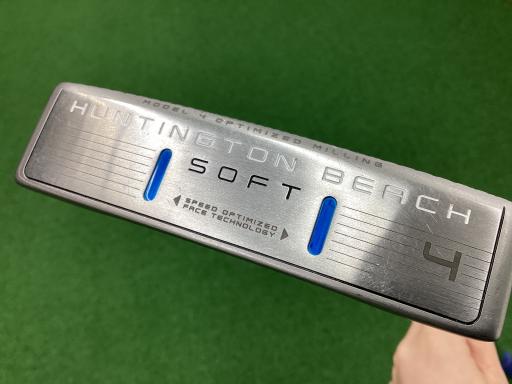 MODEL 4 OPTIMIZED MILLING
HUNTINGTON BEACH
SOFT
SPEED OPTIMIZED
FACE TECHNOLOGY
4